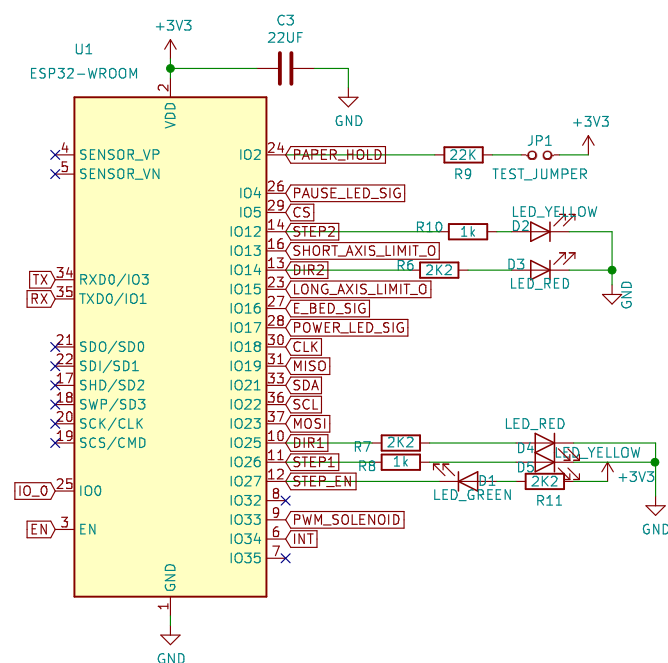 +3V3
C3
22UF
U1
ESP32-WROOM
GND
2
VDD
4 SENSOR_VP
5 SENSOR_VN
34 RXD0/IO3
TX
35 TXD0/IO1
RX
21 SDO/SD0
22 SDI/SD1
17 SHD/SD2
18 SWP/SD3
20 SCK/CLK
19 SCS/CMD
IO_0 25 IO0
EN 3 EN
GND
1
GND
IO2 24 PAPER_HOLD
22K
R9
JP1
TEST_JUMPER
+3V3
IO4 26 PAUSE_LED_SIG
IO5 29 CS
IO12 14 STEP2
R10
1k
LED_YELLOW
D2
IO13 16 SHORT_AXIS_LIMIT_O
IO14 13 DIR2
R6
2K2
D3
LED_RED
GND
IO15 23 LONG_AXIS_LIMIT_O
IO16 27 E_BED_SIG
IO17 28 POWER_LED_SIG
IO18 30 CLK
IO19 31 MISO
IO21 33 SDA
IO22 36 SCL
IO23 37 MOSI
IO25 10 DIR1
R7
2K2
LED_RED
D4
IO26 11 STEP1
R8
1k
LED_YELLOW
D5
IO27 12 STEP_EN
D1
LED_GREEN
2K2
R11
+3V3
GND
IO32 8
IO33 9 PWM_SOLENOID
IO34 6 INT
IO35 7